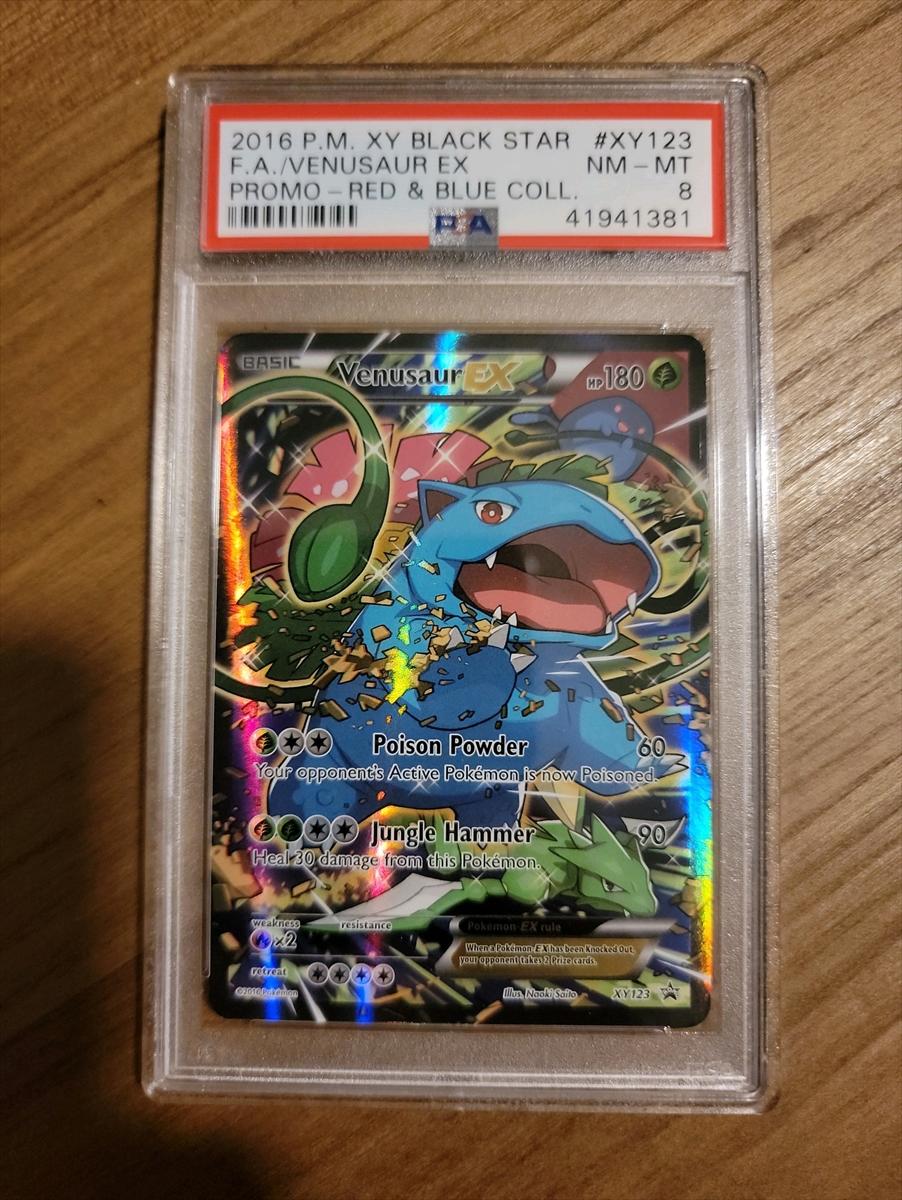 2016 P.M. XY BLACK STAR #XY123
F.A./VENUSAUR EX NM - MT
PROMO - RED & BLUE COLL. 8
PSA 41941381
BASIC Venusaur EX HP180
Poison Powder 60
Your opponent's Active Pokémon is now Poisoned.
Jungle Hammer 90
Heal 30 damage from this Pokémon.
weakness resistance Pokémon EX rule
×2
When a Pokémon EX has been Knocked Out,
your opponent takes 2 Prize cards.
retreat
©2016 Pokémon Illus. Naoki Saito XY123